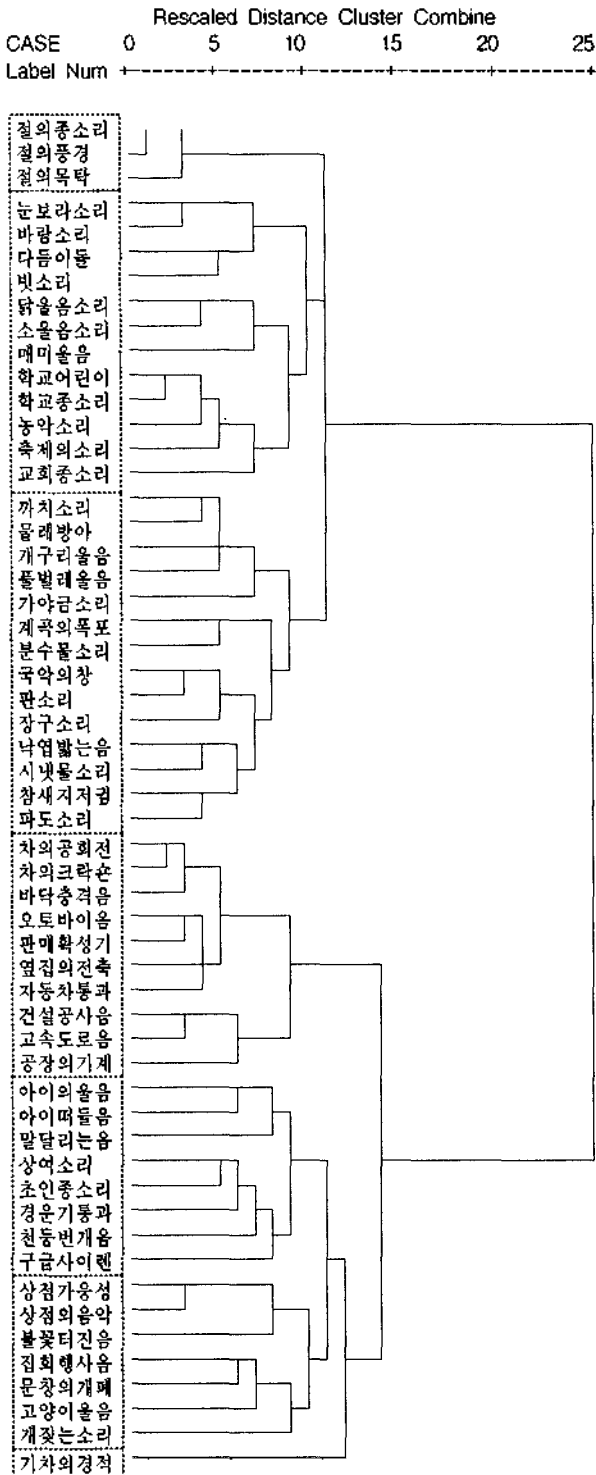 Rescaled Distance Cluster Combine
CASE 0 5 10 15 20 25
Label Num
절의종소리
절의풍경
절의목탁
눈보라소리
바람소리
다듬이돌
빗소리
닭울음소리
소울음소리
매미울음
학교어린이
학교종소리
농악소리
축제의소리
교회종소리
까치소리
물레방아
개구리울음
풀벌레울음
가야금소리
계곡의폭포
분수물소리
국악의창
판소리
장구소리
낙엽밟는음
시냇물소리
참새지저귐
파도소리
차의공회전
차의크락숀
바닥충격음
오토바이음
판매확성기
옆집의전축
자동차통과
건설공사음
고속도로음
공장의기계
아이의울음
아이떠들음
말달리는음
상여소리
초인종소리
경운기통과
천둥번개음
구급사이렌
상점가웅성
상점외음악
불꽃터진음
집회행사음
문창의개폐
고양이울음
개짖는소리
기차의경적